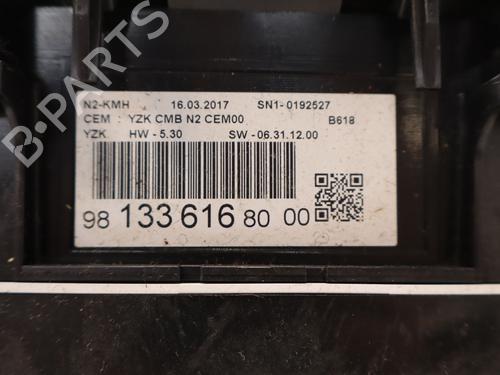 N2-KMH 16.03.2017 SN1-0192527
CEM : YZK CMB N2 CEM00 B618
YZK HW - 5.30 SW - 06.31.12.00
98 133 616 80 00
B-PARTS